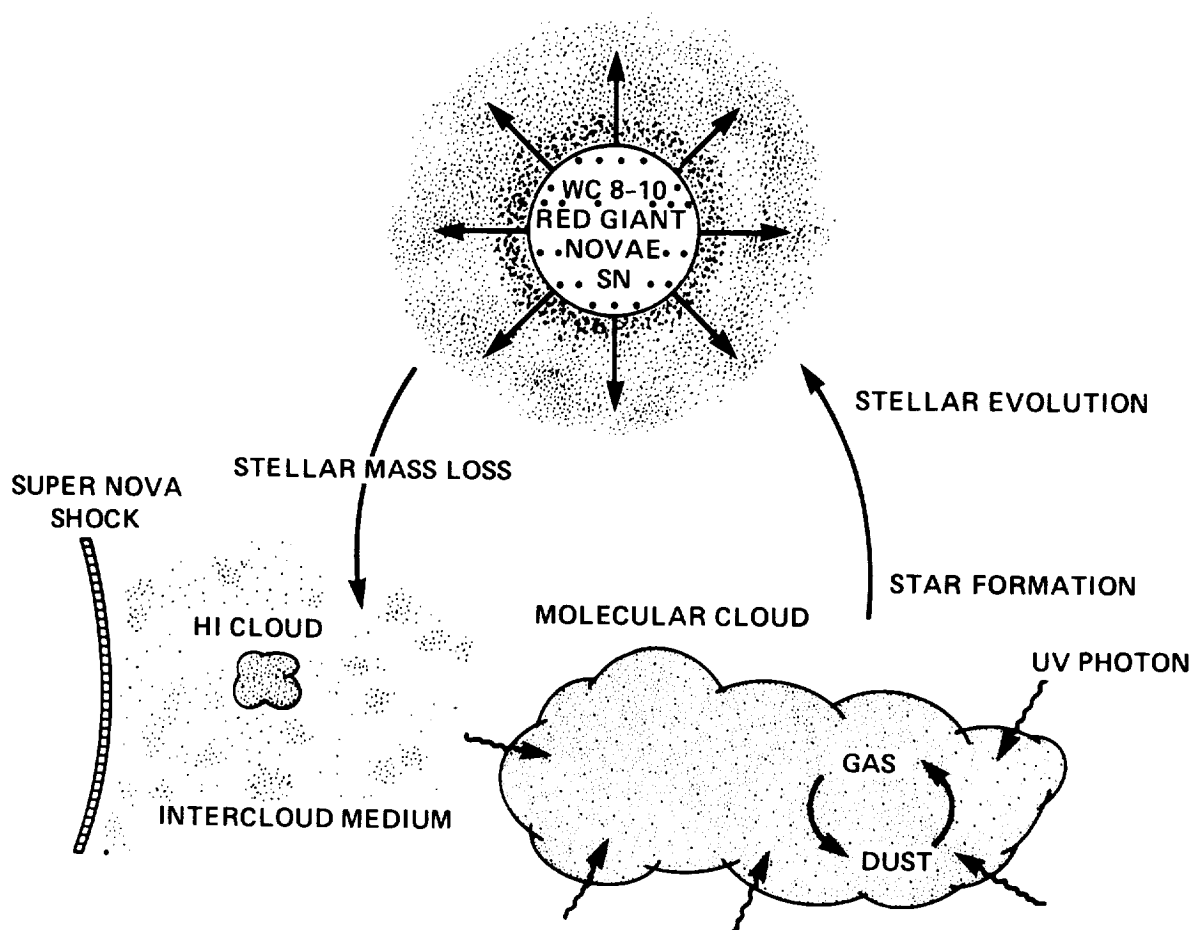 WC 8-10
RED GIANT
NOVAE
SN
STELLAR EVOLUTION
STELLAR MASS LOSS
SUPER NOVA
SHOCK
STAR FORMATION
MOLECULAR CLOUD
HI CLOUD
UV PHOTON
GAS
INTERCLOUD MEDIUM
DUST